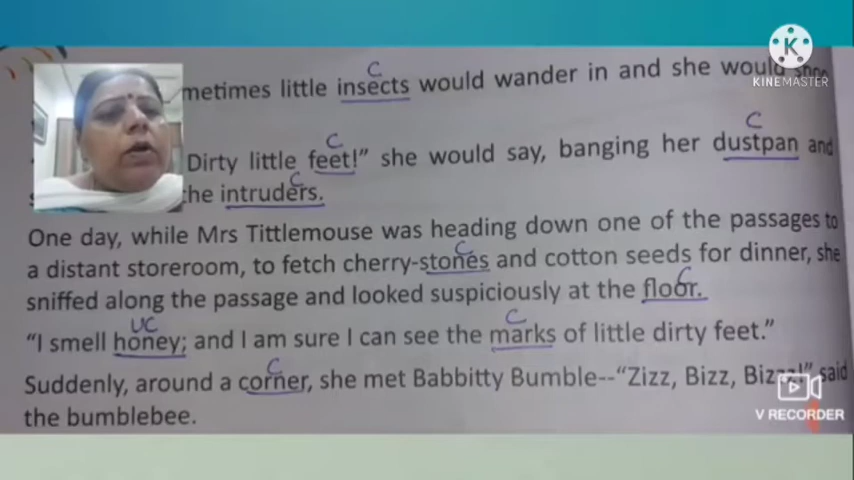 K
KINEMASTER
C
metimes little insects would wander in and she would
C C
Dirty little feet!" she would say, banging her dustpan and
C
the intruders.
One day, while Mrs Tittlemouse was heading down one of the passages to
C
a distant storeroom, to fetch cherry-stones and cotton seeds for dinner, she
C
sniffed along the passage and looked suspiciously at the floor.
UC C
"I smell honey; and I am sure I can see the marks of little dirty feet."
C
Suddenly, around a corner, she met Babbitty Bumble--"Zizz, Bizz, said
the bumblebee.
V RECORDER